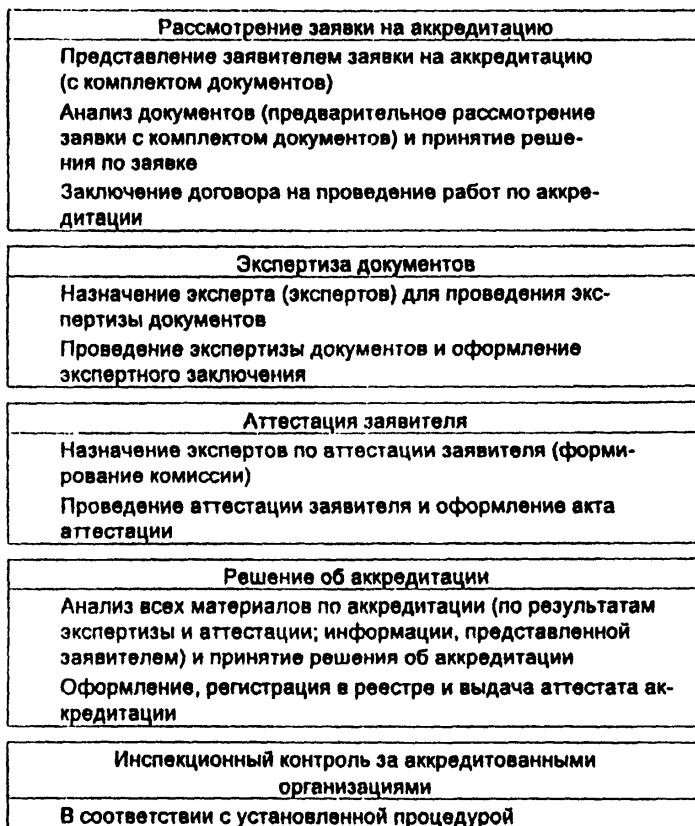 Рассмотрение заявки на аккредитацию
Представление заявителем заявки на аккредитацию
(с комплектом документов)
Анализ документов (предварительное рассмотрение
заявки с комплектом документов) и принятие реше-
ния по заявке
Заключение договора на проведение работ по аккре-
дитации
Экспертиза документов
Назначение эксперта (экспертов) для проведения экс-
пертизы документов
Проведение экспертизы документов и оформление
экспертного заключения
Аттестация заявителя
Назначение экспертов по аттестации заявителя (форми-
рование комиссии)
Проведение аттестации заявителя и оформление акта
аттестации
Решение об аккредитации
Анализ всех материалов по аккредитации (по результатам
экспертизы и аттестации; информации, представленной
заявителем) и принятие решения об аккредитации
Оформление, регистрация в реестре и выдача аттестата ак-
кредитации
Инспекционный контроль за аккредитованными
организациями
В соответствии с установленной процедурой